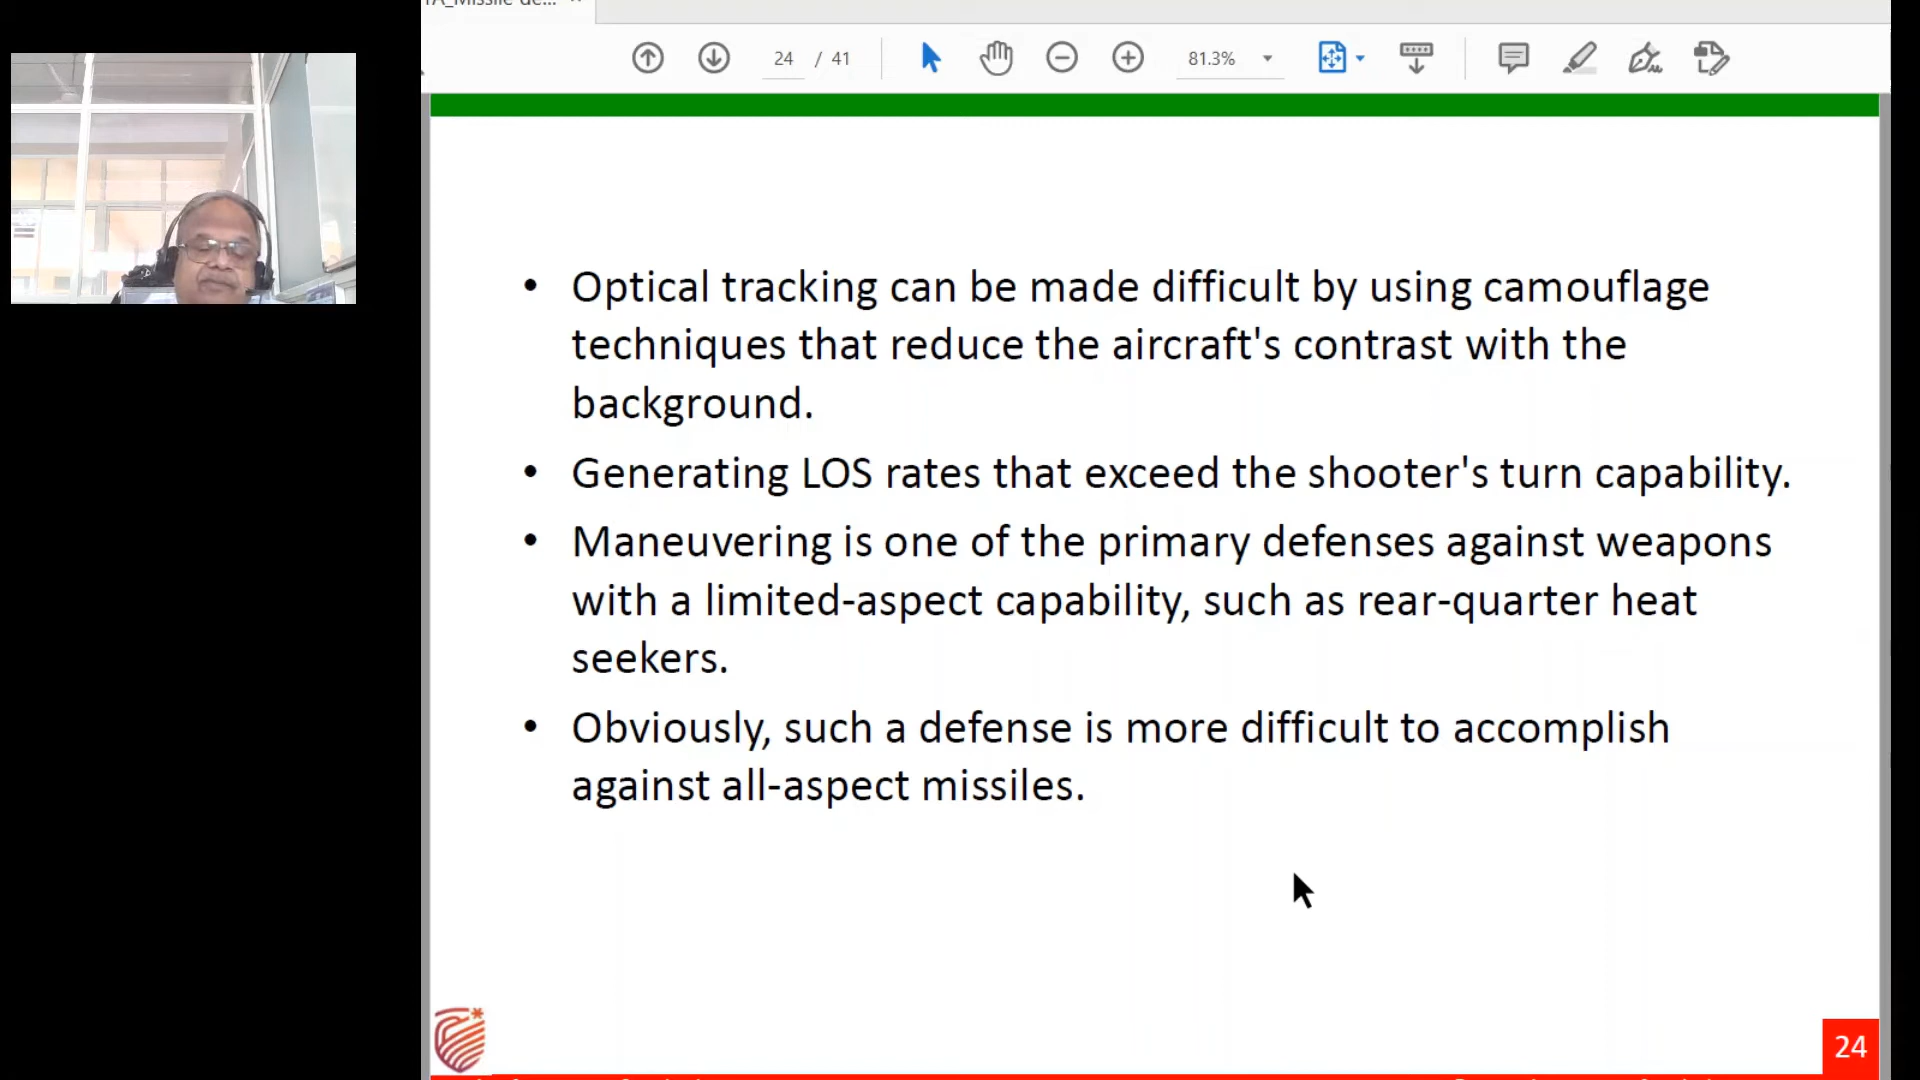 24 / 41
81.3%
• Optical tracking can be made difficult by using camouflage
techniques that reduce the aircraft's contrast with the
background.
• Generating LOS rates that exceed the shooter's turn capability.
• Maneuvering is one of the primary defenses against weapons
with a limited-aspect capability, such as rear-quarter heat
seekers.
• Obviously, such a defense is more difficult to accomplish
against all-aspect missiles.
24